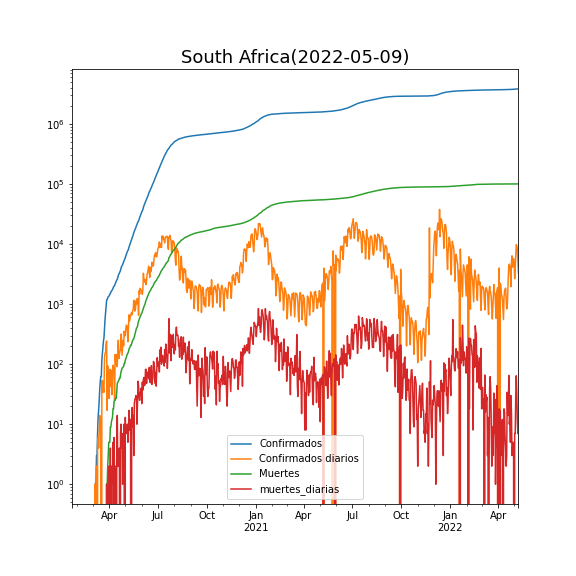 South Africa(2022-05-09)
10^6
10^5
10^4
10^3
10^2
10^1
10^0
Confirmados
Confirmados diarios
Muertes
muertes_diarias
Apr Jul Oct Jan Apr Jul Oct Jan Apr
2021 2022